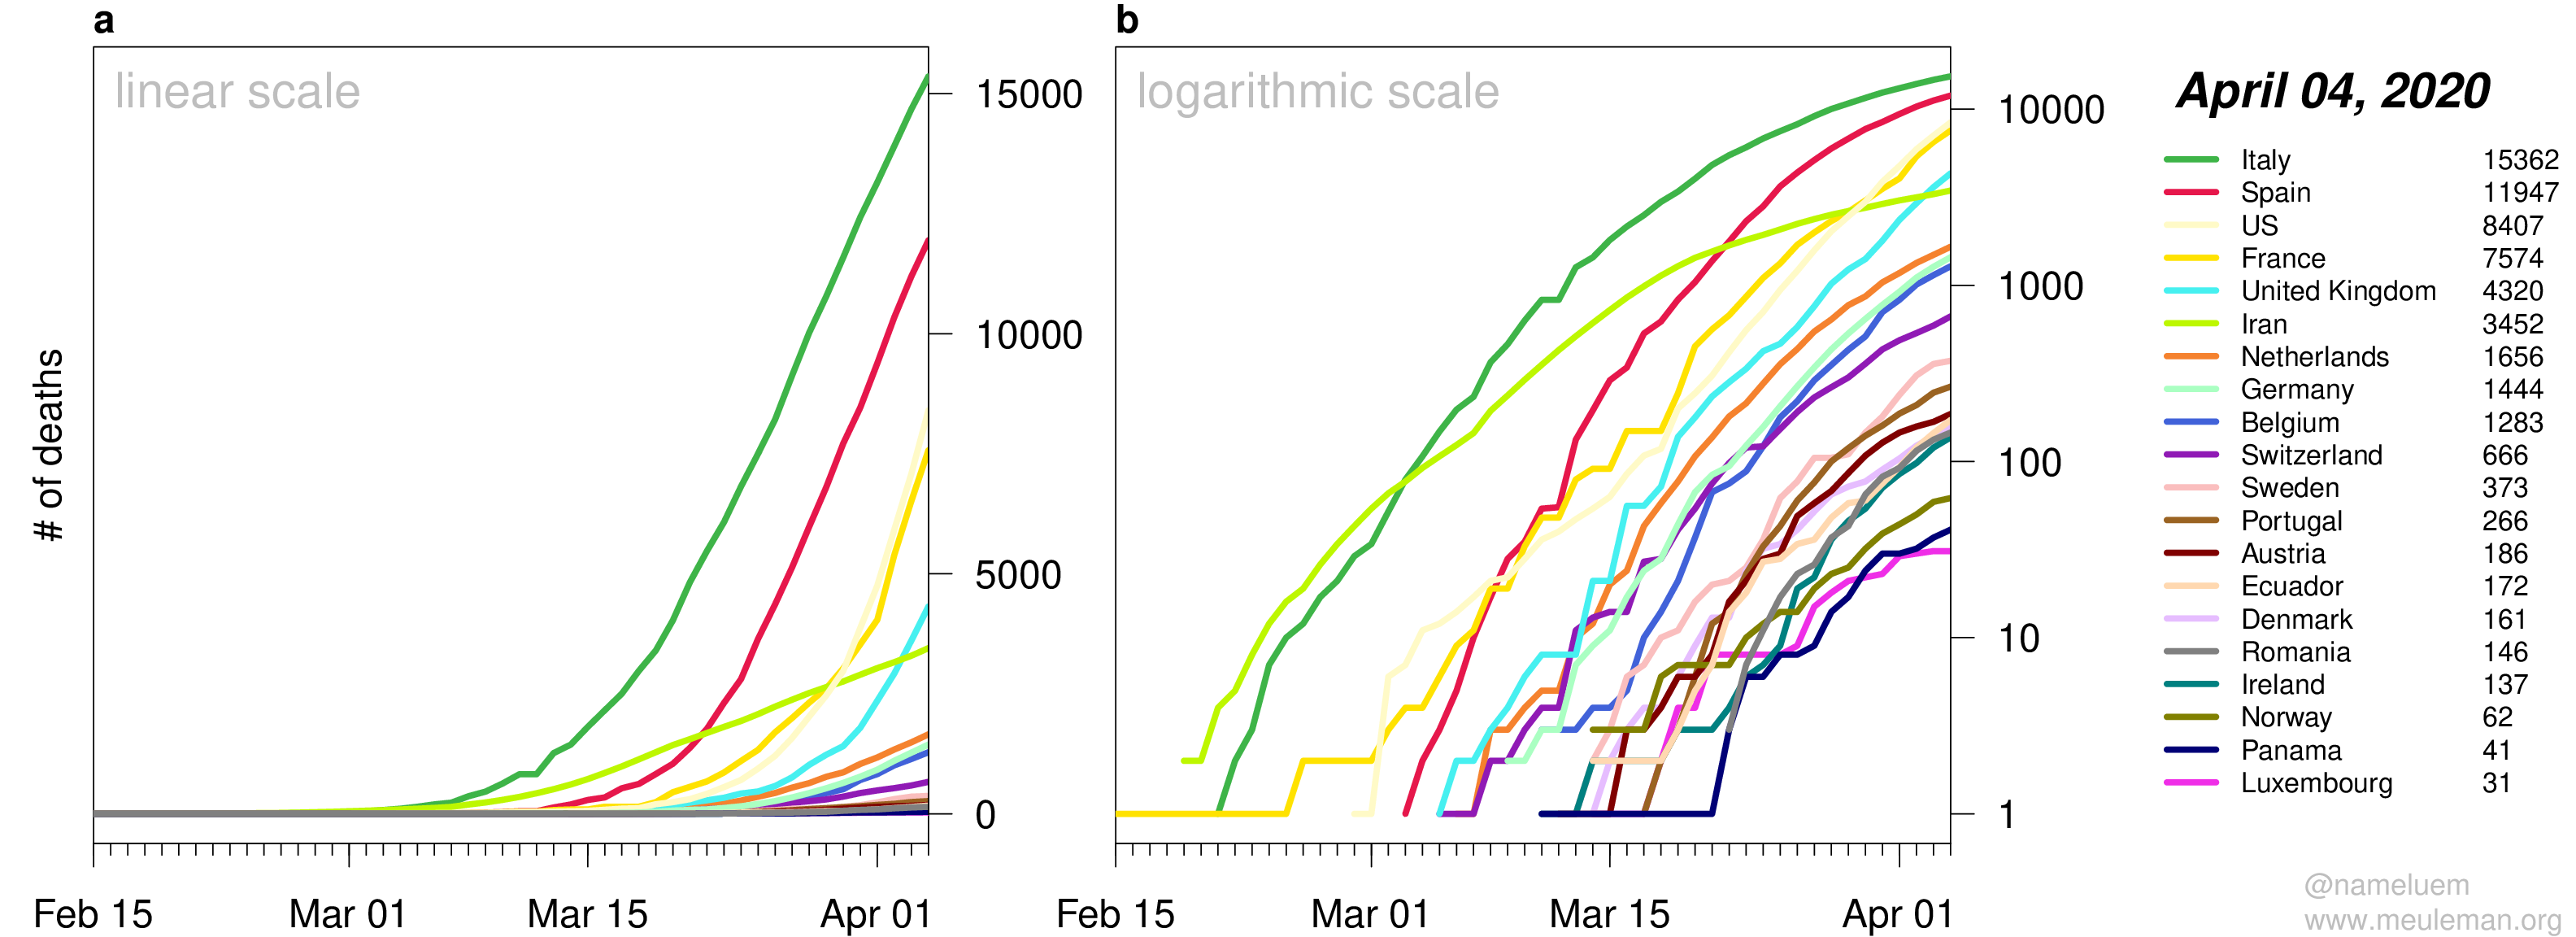 a
linear scale
# of deaths
15000
10000
5000
0
Feb 15 Mar 01 Mar 15 Apr 01
b
logarithmic scale
10000
1000
100
10
1
Feb 15 Mar 01 Mar 15 Apr 01
April 04, 2020
Italy 15362
Spain 11947
US 8407
France 7574
United Kingdom 4320
Iran 3452
Netherlands 1656
Germany 1444
Belgium 1283
Switzerland 666
Sweden 373
Portugal 266
Austria 186
Ecuador 172
Denmark 161
Romania 146
Ireland 137
Norway 62
Panama 41
Luxembourg 31
@nameluem
www.meuleman.org